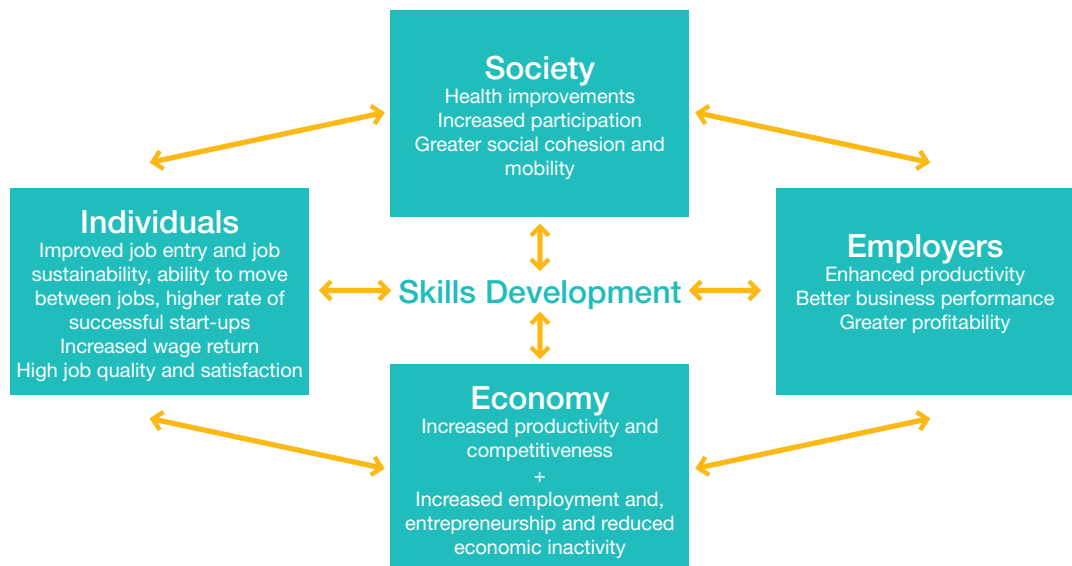 Society
Health improvements
Increased participation
Greater social cohesion and
mobility
Individuals
Improved job entry and job
sustainability, ability to move
between jobs, higher rate of
successful start-ups
Increased wage return
High job quality and satisfaction
Skills Development
Employers
Enhanced productivity
Better business performance
Greater profitability
Economy
Increased productivity and
competitiveness
+
Increased employment and,
entrepreneurship and reduced
economic inactivity